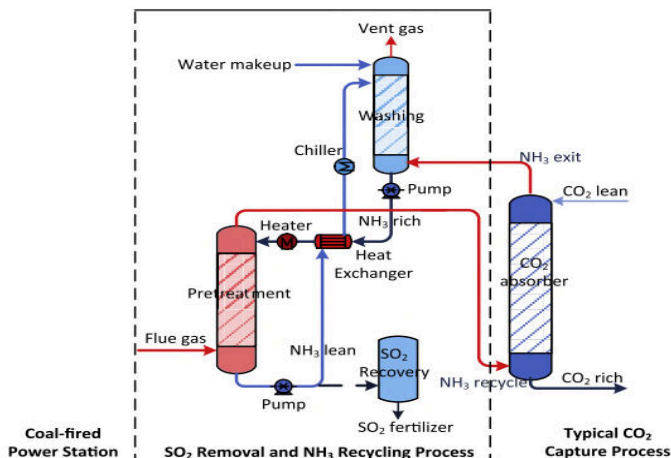 Vent gas
Water makeup
Washing
Chiller
NH₃ exit
Pump
CO₂ lean
NH₃ rich
Heater
Heat
Exchanger
CO₂
absorber
Pretreatment
Flue gas
NH₃ lean
SO₂
Recovery
NH₃ recyclet
CO₂ rich
Pump
SO₂ fertilizer
Coal-fired
Power Station
SO₂ Removal and NH₃ Recycling Process
Typical CO₂
Capture Process